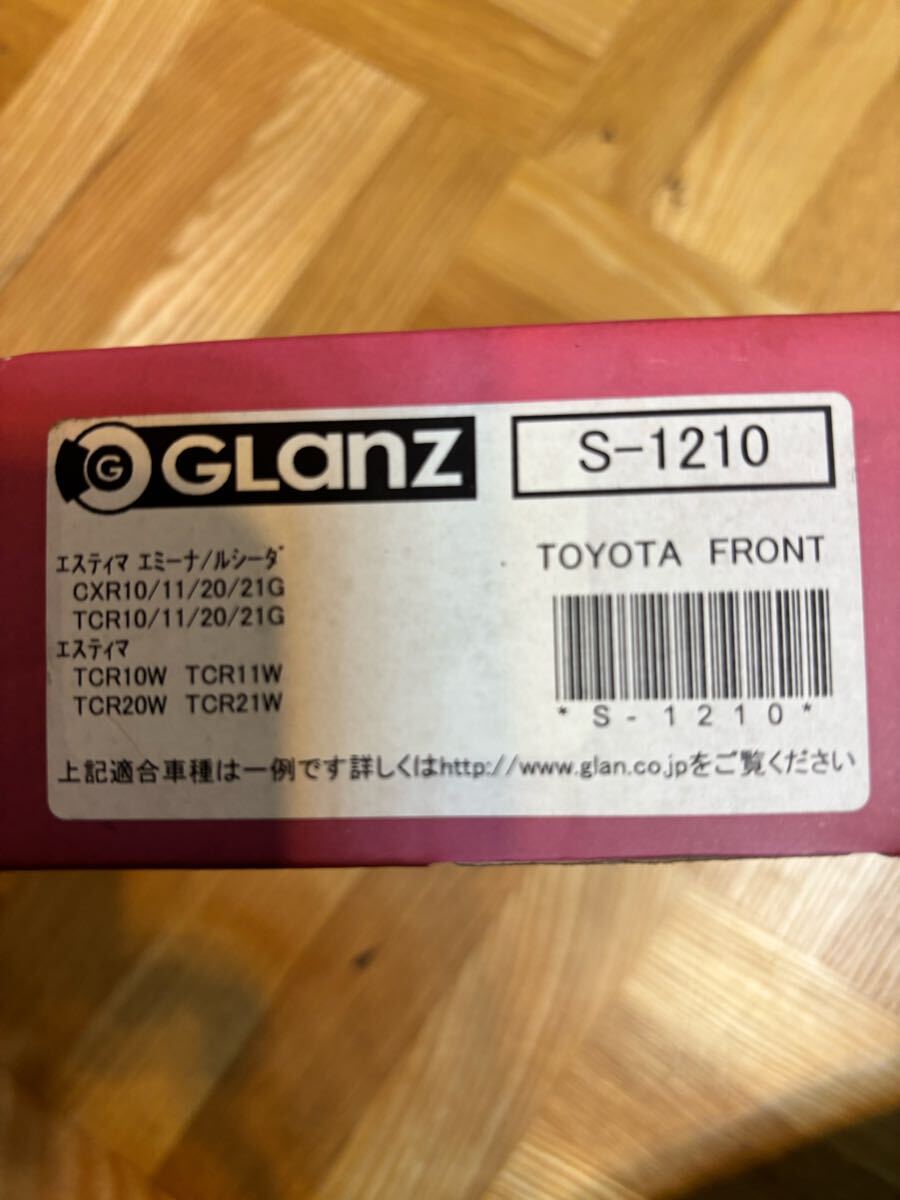 G GLanz
S-1210
エスティマ エミーナ/ルシーダ
CXR10/11/20/21G
TCR10/11/20/21G
エスティマ
TCR10W TCR11W
TCR20W TCR21W
TOYOTA FRONT
*S-1210*
上記適合車種は一例です詳しくはhttp://www.glan.co.jpをご覧ください